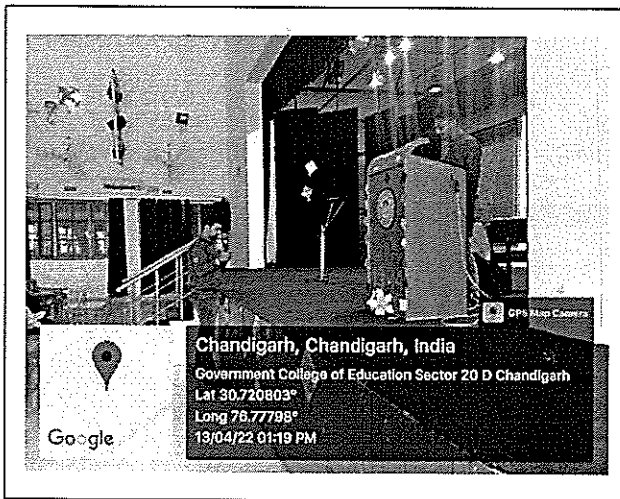 GPS Map Camera
Chandigarh, Chandigarh, India
Government College of Education Sector 20 D Chandigarh
Lat 30.720803°
Long 76.77798°
13/04/22 01:19 PM
Google